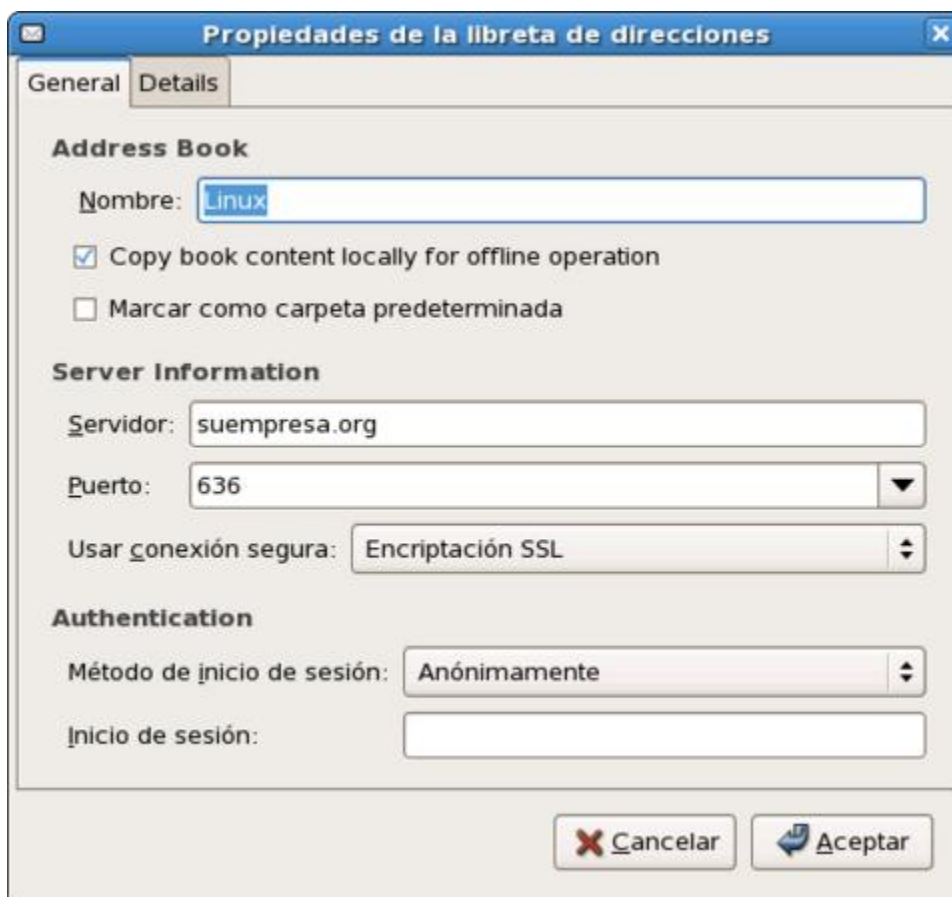 Propiedades de la libreta de direcciones
General Details
Address Book
Nombre: Linux
Copy book content locally for offline operation
Marcar como carpeta predeterminada
Server Information
Servidor: suempresa.org
Puerto: 636
Usar conexión segura: Encriptación SSL
Authentication
Método de inicio de sesión: Anónimamente
Inicio de sesión:
Cancelar Aceptar